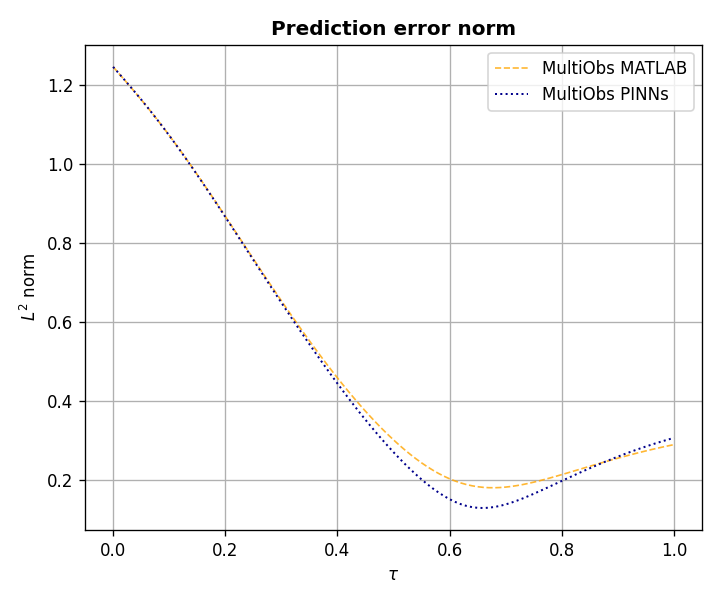 Prediction error norm
MultiObs MATLAB
MultiObs PINNs
1.2
1.0
0.8
0.6
0.4
0.2
L² norm
0.0 0.2 0.4 0.6 0.8 1.0
τ